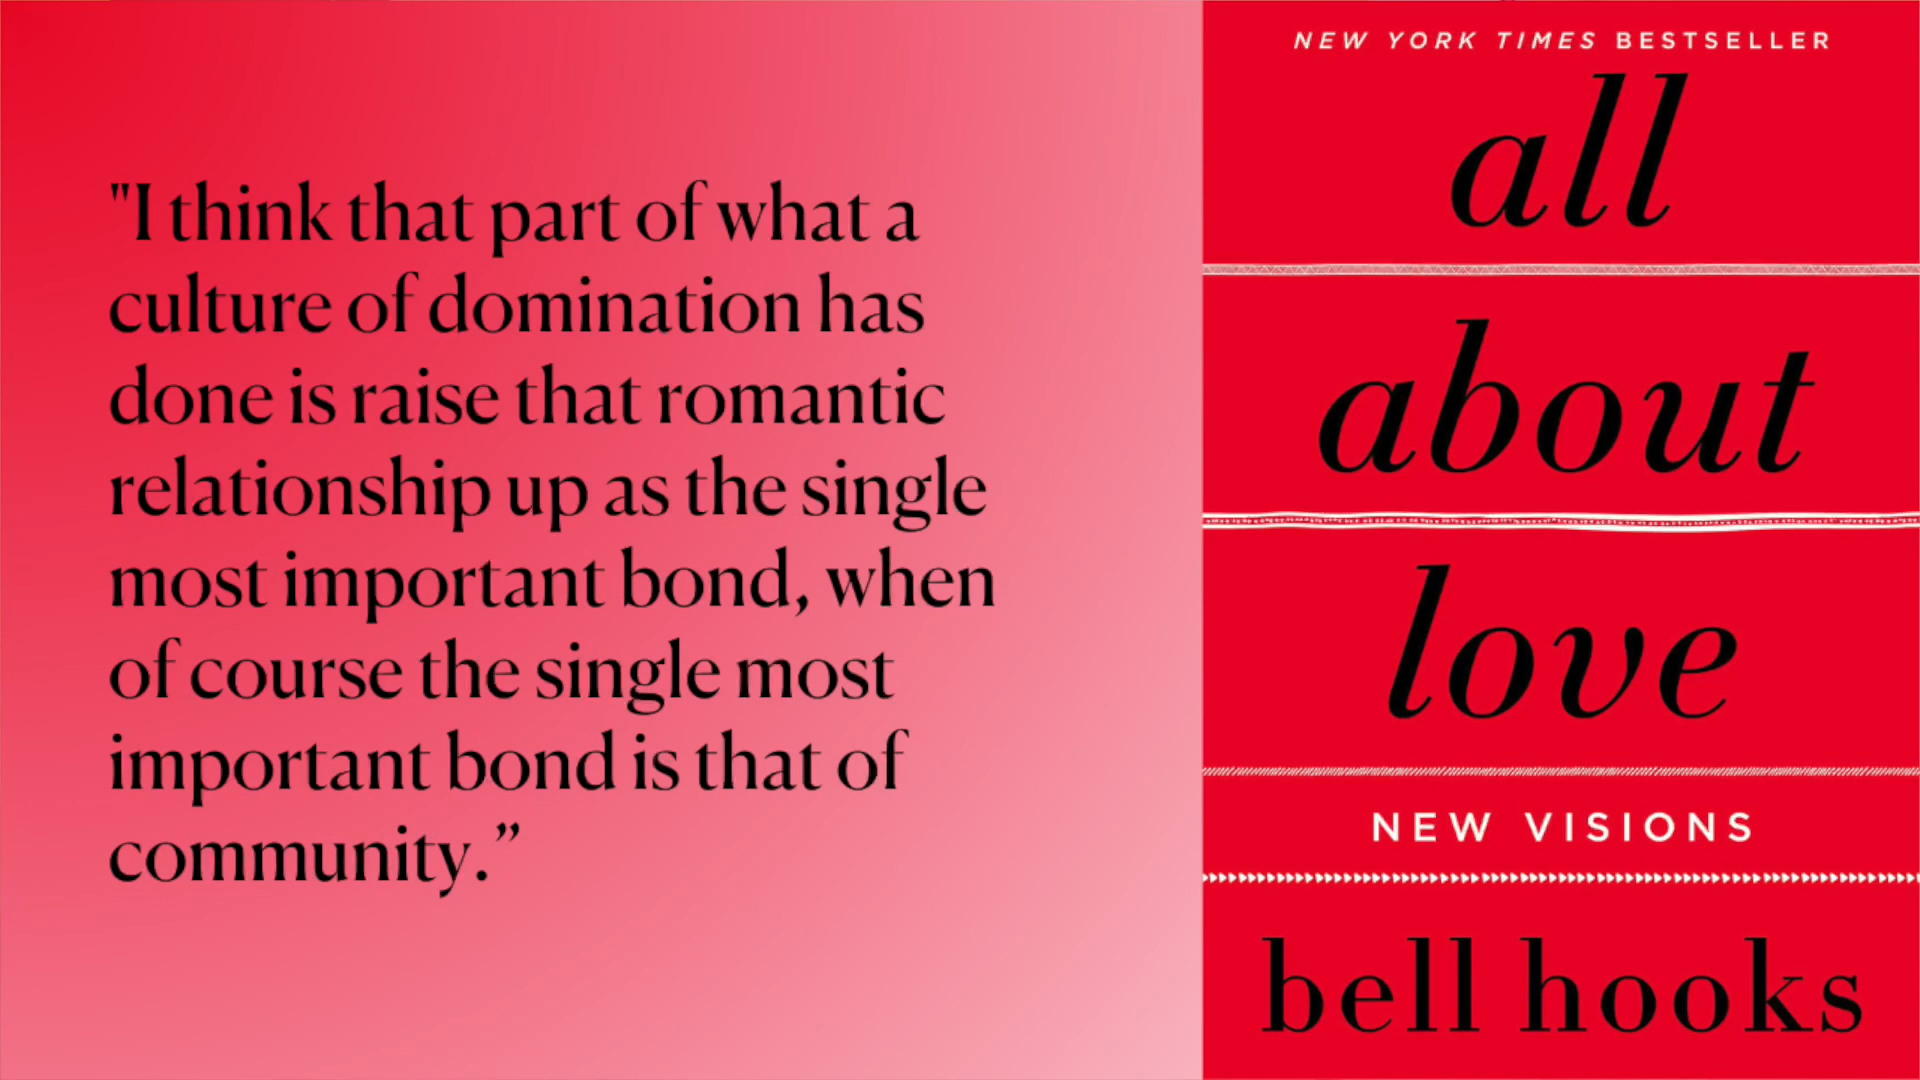 "I think that part of what a
culture of domination has
done is raise that romantic
relationship up as the single
most important bond, when
of course the single most
important bond is that of
community.”
NEW YORK TIMES BESTSELLER
all
about
love
NEW VISIONS
bell hooks